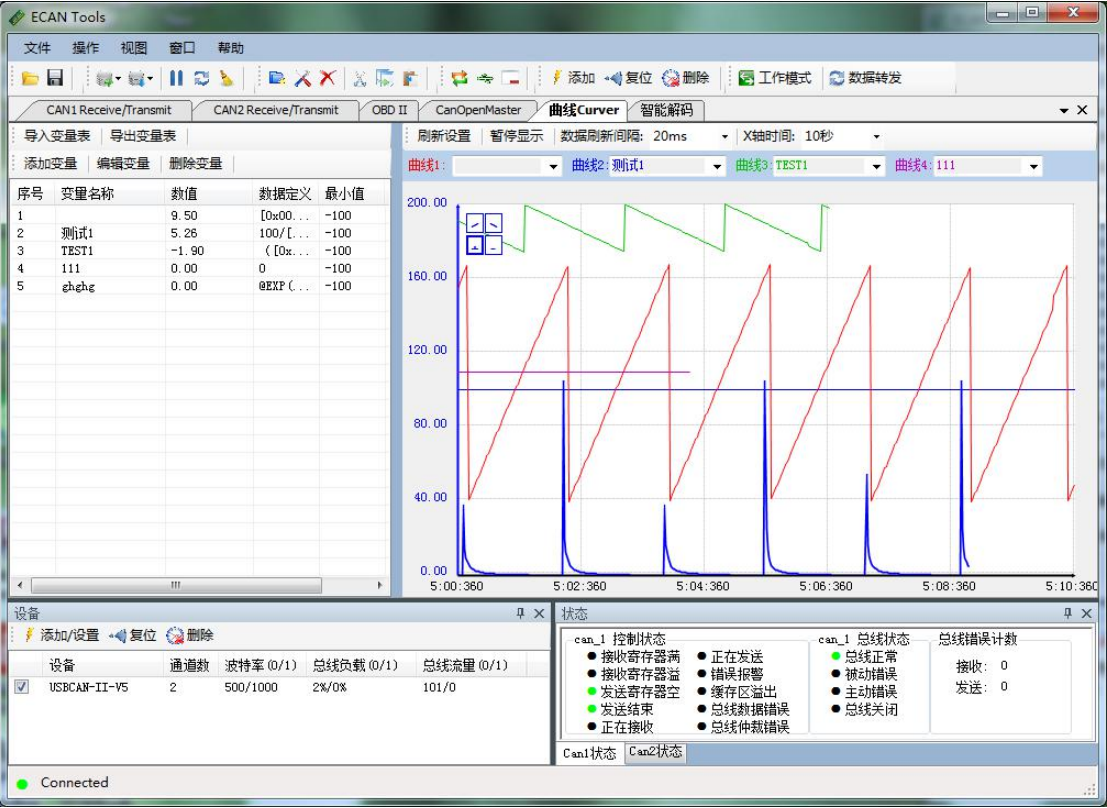 ECAN Tools
文件 操作 视图 窗口 帮助
添加 复位 删除 工作模式 数据转发
CAN1 Receive/Transmit CAN2 Receive/Transmit OBD II CanOpenMaster 曲线Curver 智能解码
导入变量表 导出变量表 刷新设置 暂停显示 数据刷新间隔: 20ms X轴时间: 10秒
添加变量 编辑变量 删除变量 曲线1: 曲线2: 测试1 曲线3: TEST1 曲线4: 111
序号 变量名称 数值 数据定义 最小值
1 9.50 [0x00... -100
2 测试1 5.26 100/[... -100
3 TEST1 -1.90 ([0x... -100
4 111 0.00 0 -100
5 ghghg 0.00 @EXP(... -100
200.00
160.00
120.00
80.00
40.00
0.00
5:00:360 5:02:360 5:04:360 5:06:360 5:08:360 5:10:360
设备
添加/设置 复位 删除
设备 通道数 波特率(0/1) 总线负载(0/1) 总线流量(0/1)
USBCAN-II-V5 2 500/1000 2%/0% 101/0
状态
can_1 控制状态 can_1 总线状态 总线错误计数
接收寄存器满 正在发送 总线正常 接收: 0
接收寄存器溢 错误报警 被动错误
发送寄存器空 缓存区溢出 主动错误 发送: 0
发送结束 总线数据错误 总线关闭
正在接收 总线仲裁错误
Can1状态 Can2状态
Connected